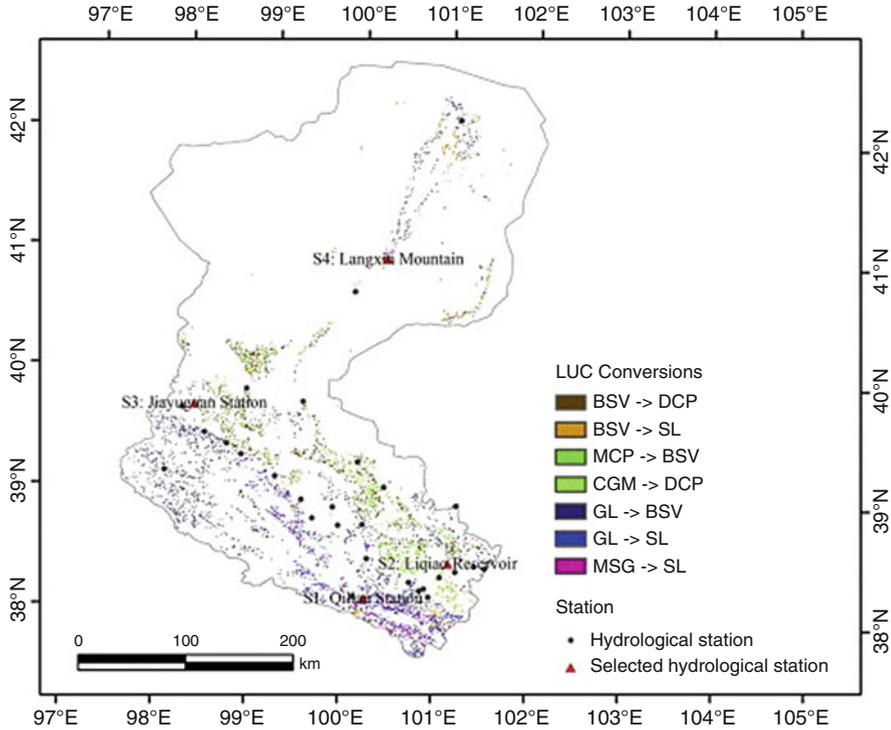 97°E 98°E 99°E 100°E 101°E 102°E 103°E 104°E 105°E
42°N
42°N
41°N
41°N
S4: Langxin Mountain
40°N
40°N
LUC Conversions
BSV -> DCP
S3: Jiayuguan Station
BSV -> SL
MCP -> BSV
39°N
CGM -> DCP
39°N
GL -> BSV
GL -> SL
S2: Liqiao Reservoir
MSG -> SL
38°N
S1: Qilian Station
Station
38°N
0 100 200
km
Hydrological station
Selected hydrological station
97°E 98°E 99°E 100°E 101°E 102°E 103°E 104°E 105°E